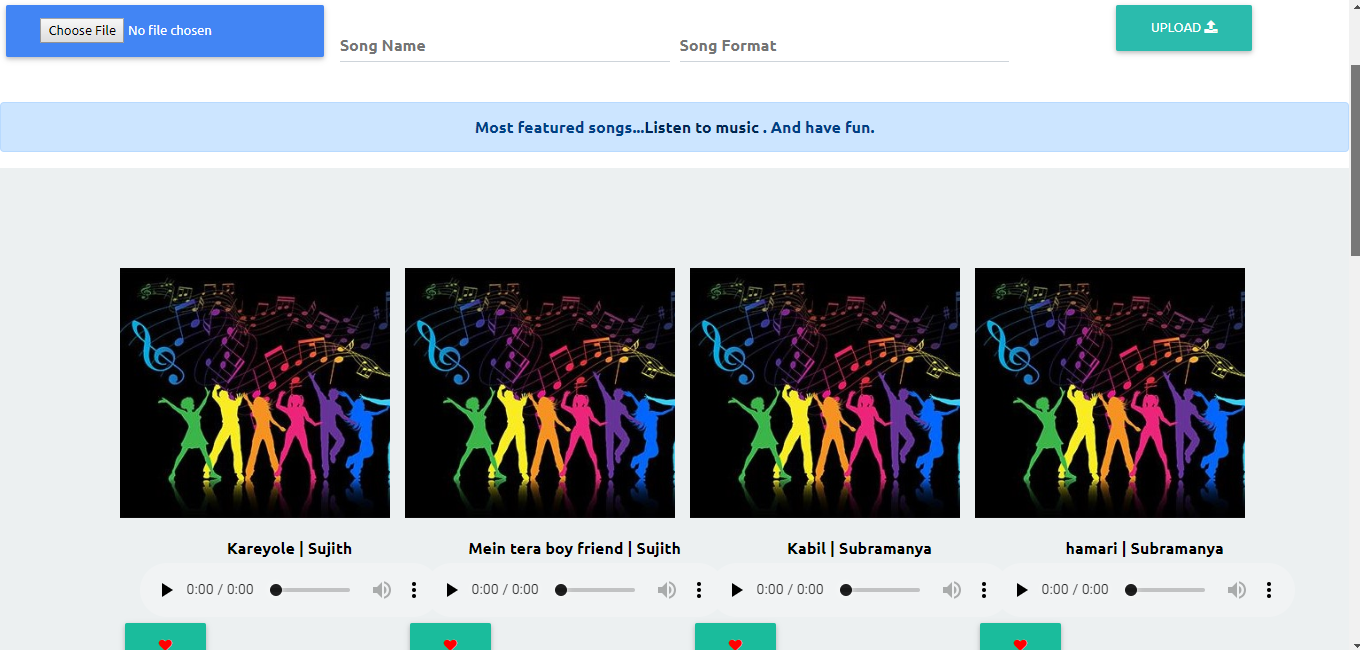 Choose File No file chosen
Song Name
Song Format
UPLOAD
Most featured songs...Listen to music . And have fun.
Kareyole | Sujith
Mein tera boy friend | Sujith
Kabil | Subramanya
hamari | Subramanya
0:00 / 0:00
0:00 / 0:00
0:00 / 0:00
0:00 / 0:00